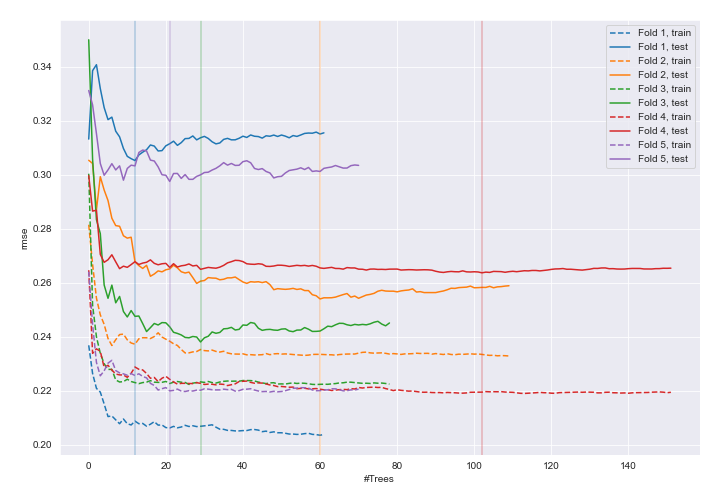 0.34
0.32
0.30
0.28
0.26
0.24
0.22
0.20
rmse
0
20
40
60
80
100
120
140
#Trees
Fold 1, train
Fold 1, test
Fold 2, train
Fold 2, test
Fold 3, train
Fold 3, test
Fold 4, train
Fold 4, test
Fold 5, train
Fold 5, test